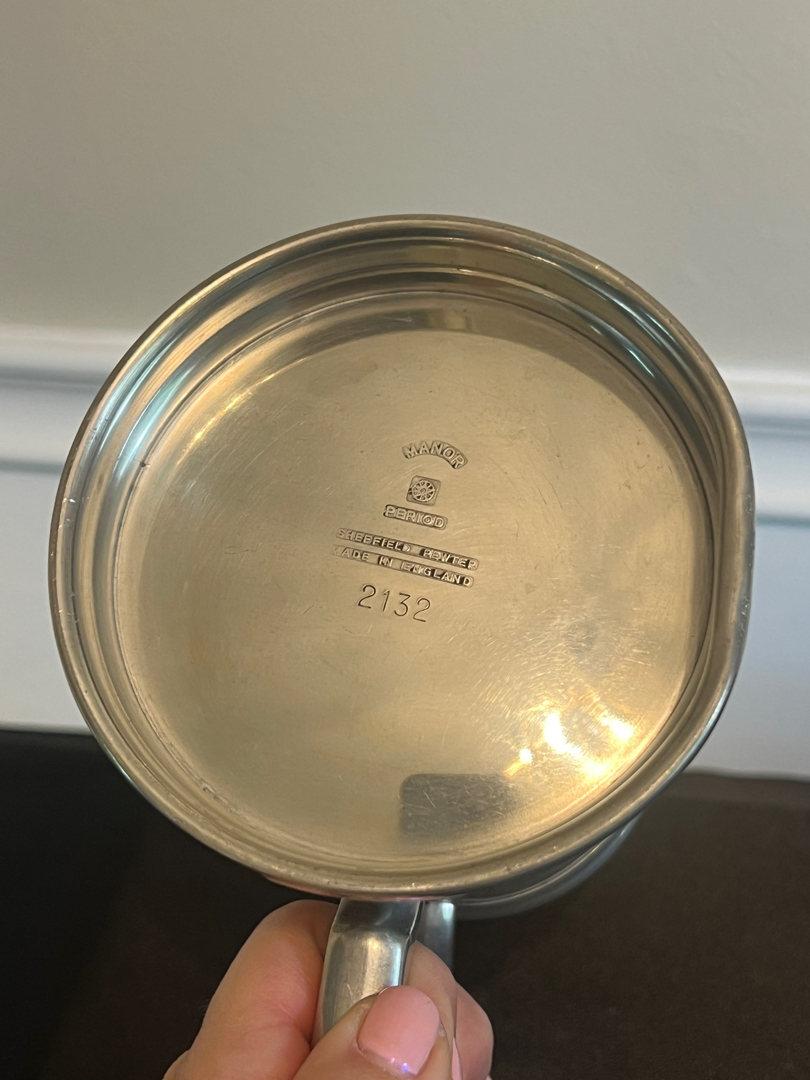 MANOR
PERIOD
SHEFFIELD PEWTER
MADE IN ENGLAND
2132